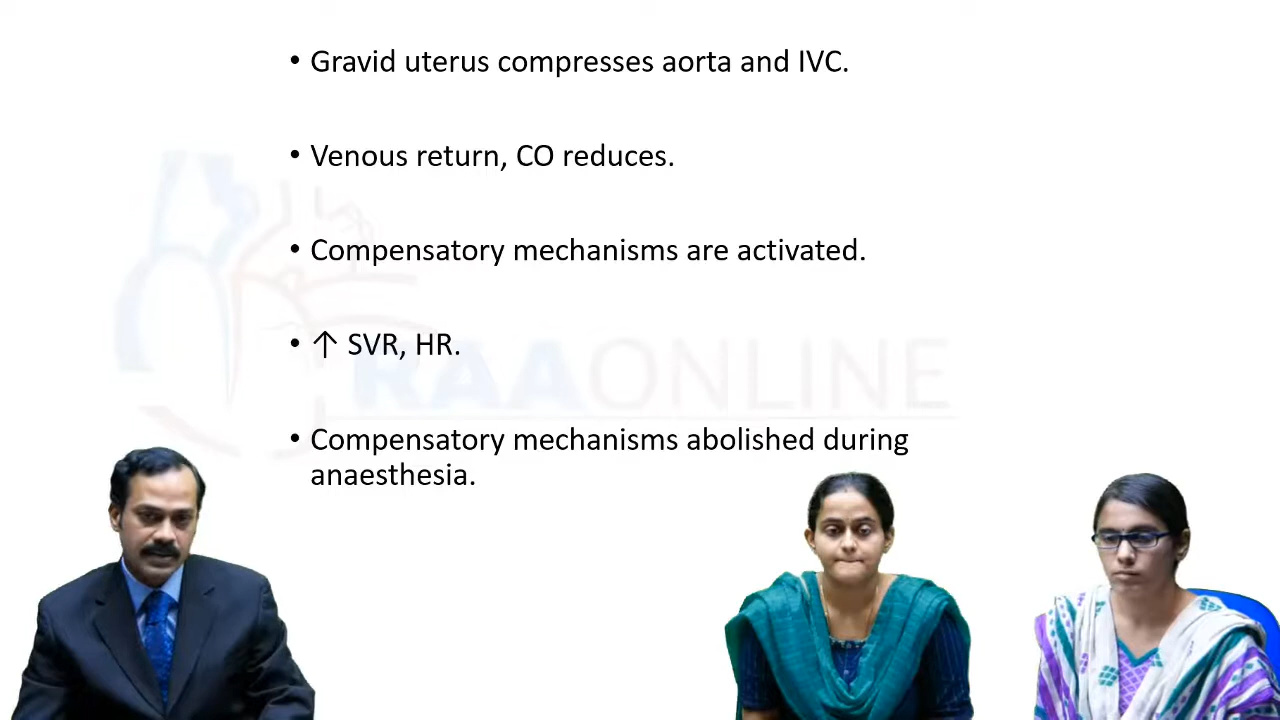 • Gravid uterus compresses aorta and IVC.
• Venous return, CO reduces.
• Compensatory mechanisms are activated.
• ↑ SVR, HR.
RAAONLINE
• Compensatory mechanisms abolished during
anaesthesia.